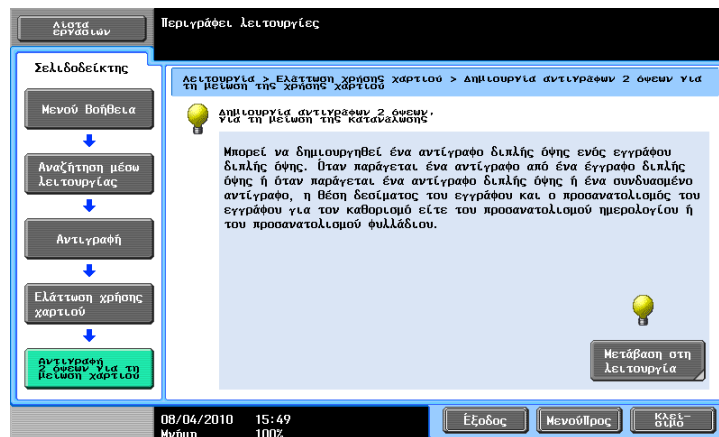 Λίστα
εργασιών
Περιγράφει λειτουργίες
Σελιδοδείκτης
Μενού Βοήθεια
Αναζήτηση μέσω
λειτουργίας
Αντιγραφή
Ελάττωση χρήσης
χαρτιού
Αντιγραφή
2 όψεων για τη
μείωση χαρτιού
Λειτουργία > Ελάττωση χρήσης χαρτιού > Δημιουργία αντιγράφων 2 όψεων για
τη μείωση της χρήσης χαρτιού
Δημιουργία αντιγράφων 2 όψεων,
για τη μείωση της κατανάλωσης
Μπορεί να δημιουργηθεί ένα αντίγραφο διπλής όψης ενός εγγράφου
διπλής όψης. Όταν παράγεται ένα αντίγραφο από ένα έγγραφο διπλής
όψης ή όταν παράγεται ένα αντίγραφο διπλής όψης ή ένα συνδυασμένο
αντίγραφο, η θέση δεσίματος του εγγράφου και ο προσανατολισμός του
εγγράφου για τον καθορισμό είτε του προσανατολισμού ημερολογίου ή
του προσανατολισμού φυλλάδιου.
Μετάβαση στη
λειτουργία
08/04/2010 15:49
Μνήμη 100%
Έξοδος
ΜενούΠρος
Κλεί-
σιμο